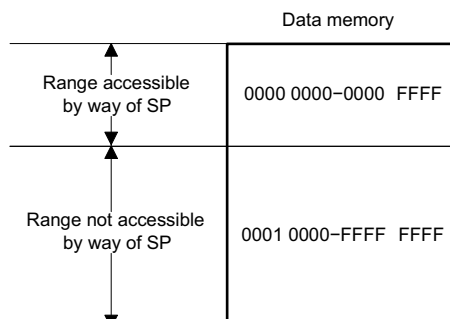 Data memory
Range accessible
by way of SP
0000 0000−0000 FFFF
Range not accessible
by way of SP
0001 0000−FFFF FFFF